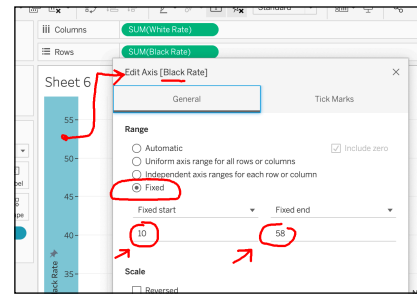 Standard
iii Columns
SUM(White Rate)
Rows
SUM(Black Rate)
Sheet 6
Edit Axis [Black Rate]
General
Tick Marks
Range
Automatic
Include zero
Uniform axis range for all rows or columns
Independent axis ranges for each row or column
Fixed
Fixed start
Fixed end
10
58
Scale
Reversed
55
50
45
40
35
Black Rate